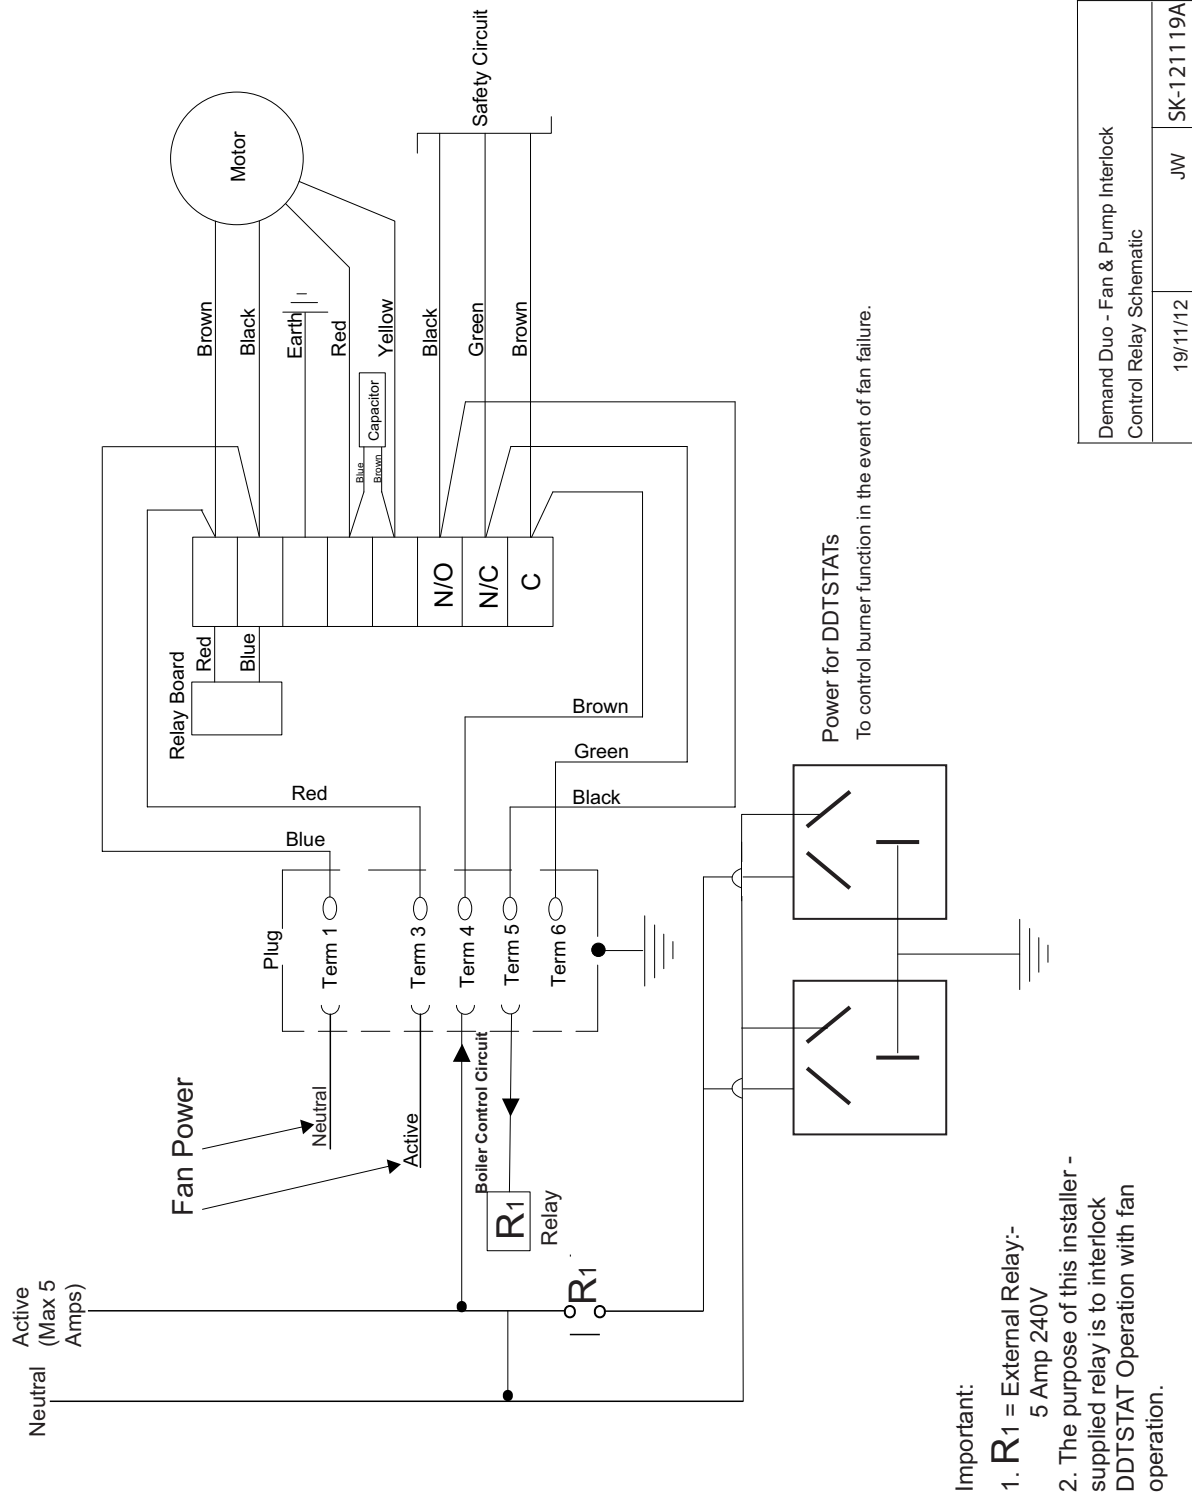 Neutral
Active
(Max 5
Amps)
Fan Power
Neutral
Active
Boiler Control Circuit
R1
Relay
R1
Plug
Term 1
Term 3
Term 4
Term 5
Term 6
Blue
Red
Brown
Green
Black
Relay Board
Red
Blue
N/O
N/C
C
Blue
Brown
Capacitor
Brown
Black
Earth
Red
Yellow
Black
Green
Brown
Motor
Safety Circuit
Power for DDTSTATs
To control burner function in the event of fan failure.
Important:
1. R1 = External Relay:-
5 Amp 240V
2. The purpose of this installer -
supplied relay is to interlock
DDTSTAT Operation with fan
operation.
Demand Duo - Fan & Pump Interlock
Control Relay Schematic
19/11/12 JW SK-121119A